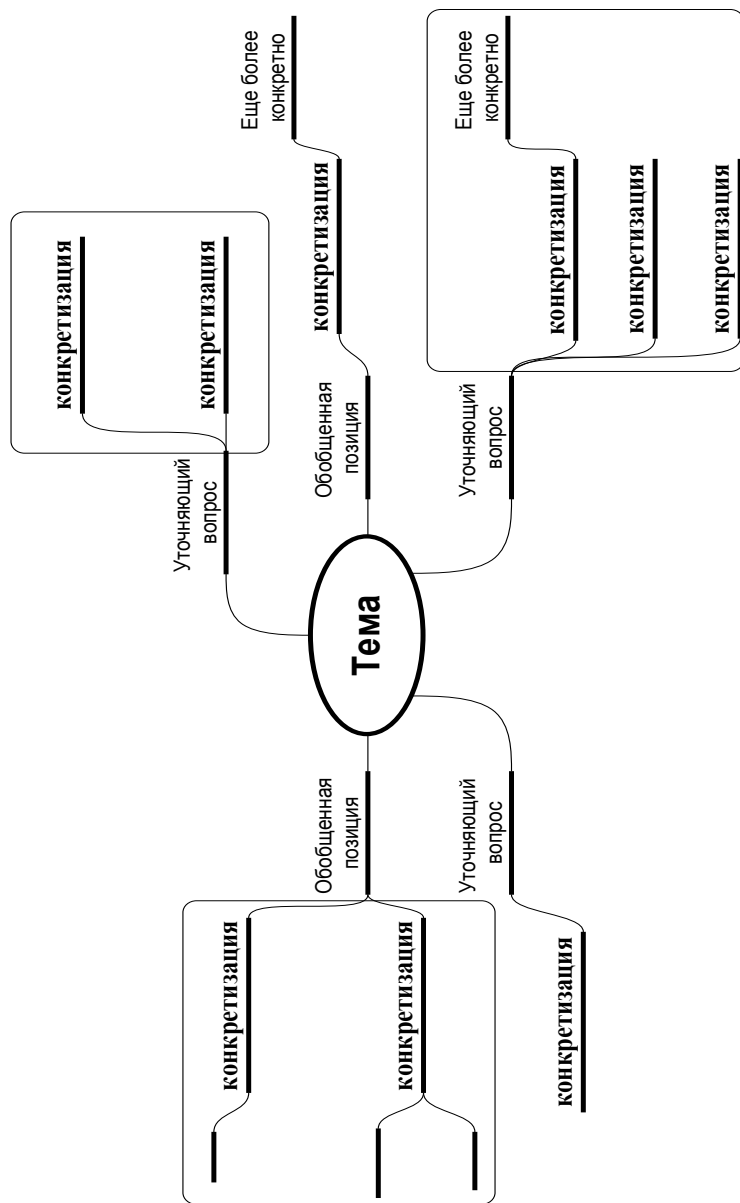 Тема
Уточняющий
вопрос
конкретизация
конкретизация
Обобщенная
позиция
конкретизация
Еще более
конкретно
Уточняющий
вопрос
конкретизация
Еще более
конкретно
конкретизация
конкретизация
Обобщенная
позиция
конкретизация
конкретизация
Уточняющий
вопрос
конкретизация